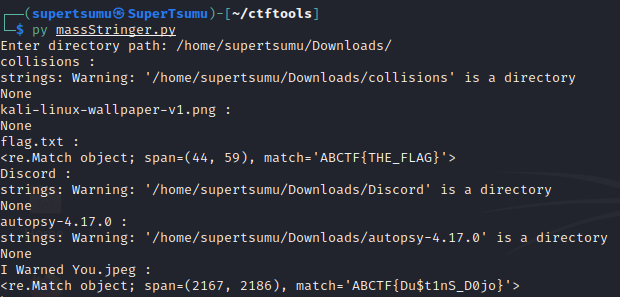 ┌──(supertsumu㉿SuperTsumu)-[~/ctftools]
└─$ py massStringer.py
Enter directory path: /home/supertsumu/Downloads/
collisions :
strings: Warning: '/home/supertsumu/Downloads/collisions' is a directory
None
kali-linux-wallpaper-v1.png :
None
flag.txt :
<re.Match object; span=(44, 59), match='ABCTF{THE_FLAG}'>
Discord :
strings: Warning: '/home/supertsumu/Downloads/Discord' is a directory
None
autopsy-4.17.0 :
strings: Warning: '/home/supertsumu/Downloads/autopsy-4.17.0' is a directory
None
I Warned You.jpeg :
<re.Match object; span=(2167, 2186), match='ABCTF{Du$t1nS_D0jo}'>